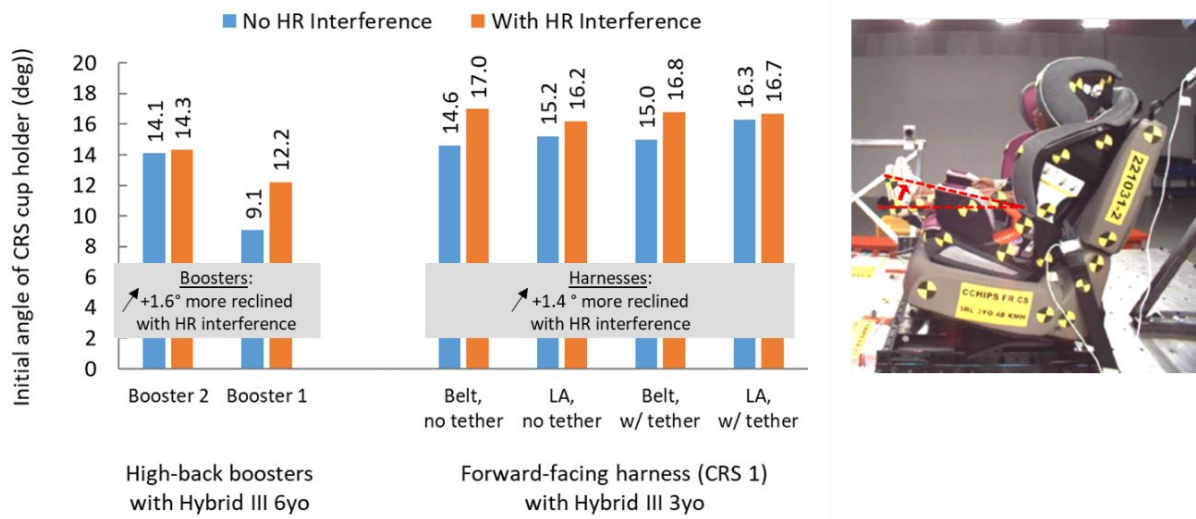 No HR Interference
With HR Interference
Initial angle of CRS cup holder (deg))
20
18
16
14
12
10
8
6
4
2
0
14.1
14.3
9.1
12.2
14.6
17.0
15.2
16.2
15.0
16.8
16.3
16.7
Boosters:
+1.6° more reclined
with HR interference
Harnesses:
+1.4 ° more reclined
with HR interference
Booster 2
Booster 1
Belt,
no tether
LA,
no tether
Belt,
w/ tether
LA,
w/ tether
High-back boosters
with Hybrid III 6yo
Forward-facing harness (CRS 1)
with Hybrid III 3yo
221031-2
CCHIPS FR CS
3YO 48 KMH